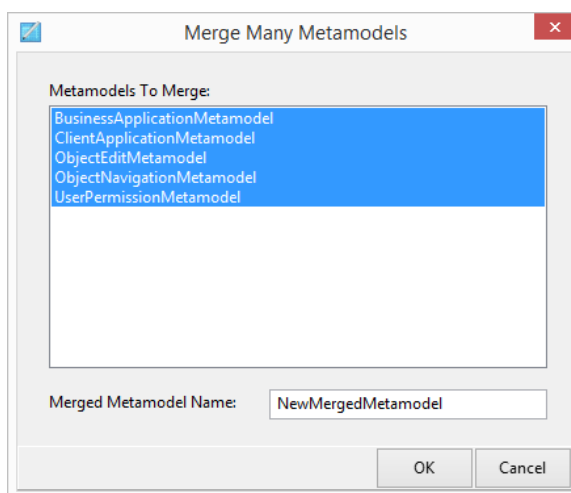 Merge Many Metamodels
Metamodels To Merge:
BusinessApplicationMetamodel
ClientApplicationMetamodel
ObjectEditMetamodel
ObjectNavigationMetamodel
UserPermissionMetamodel
Merged Metamodel Name: NewMergedMetamodel
OK Cancel